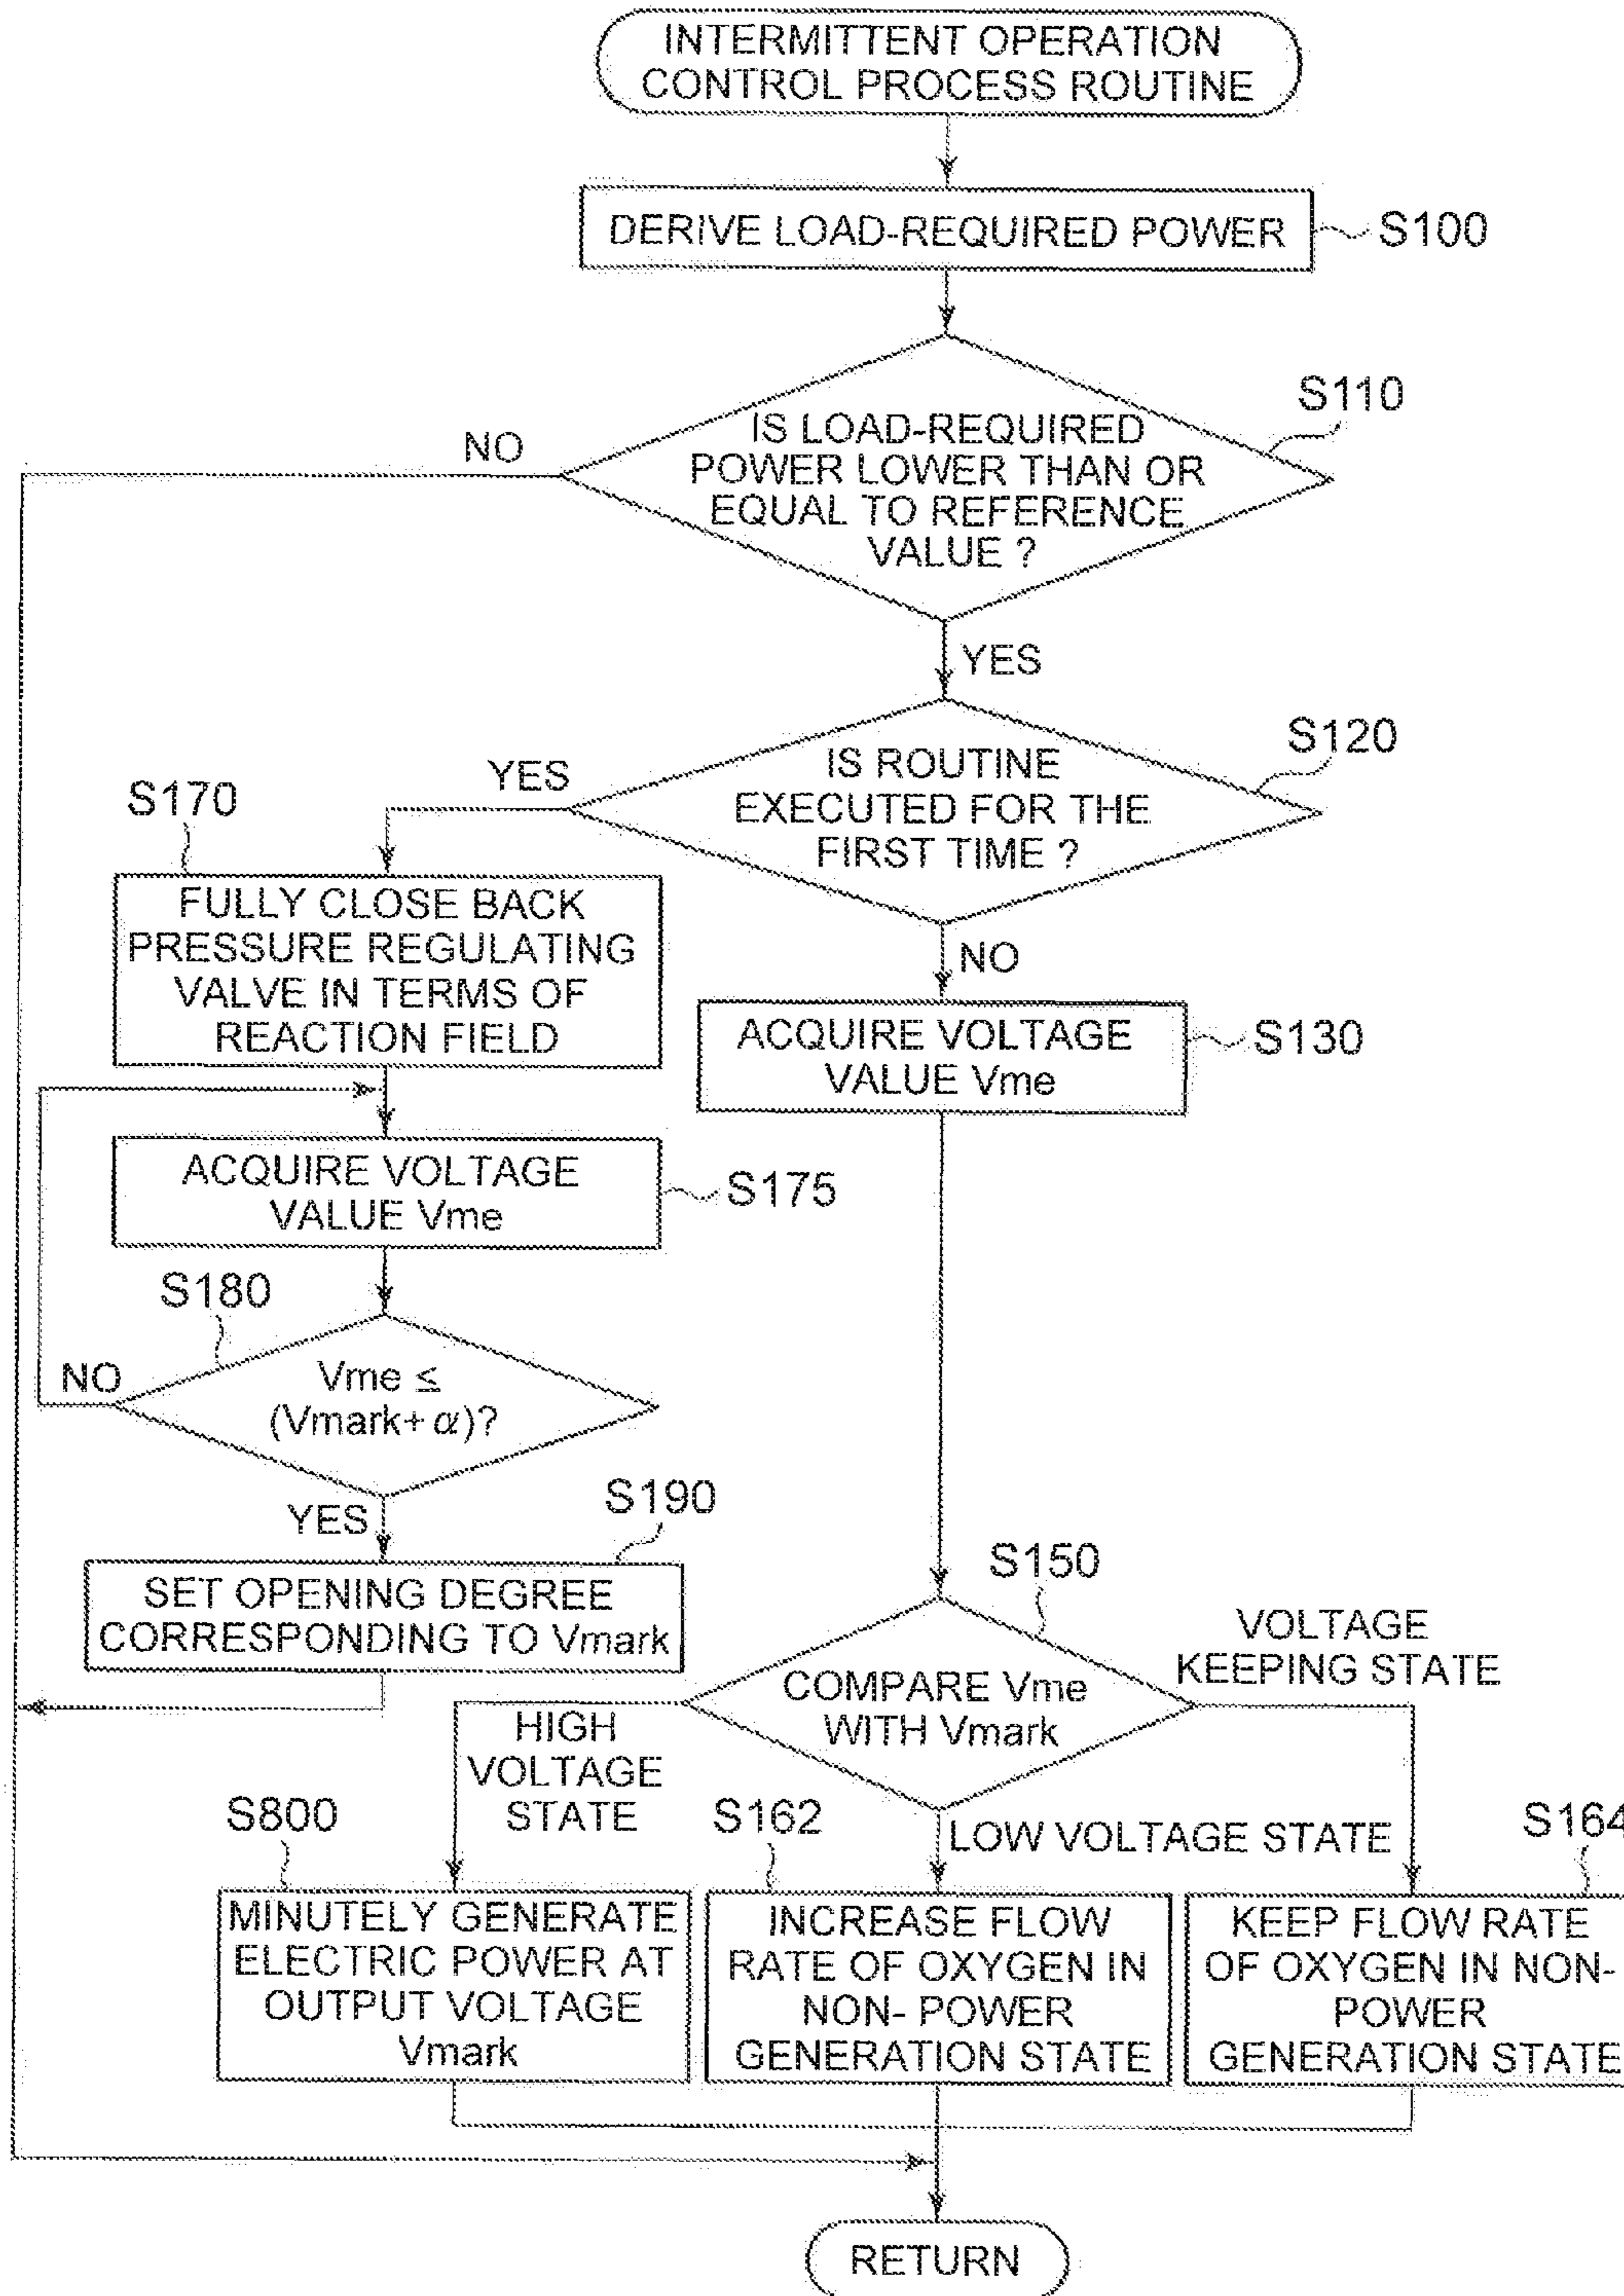 INTERMITTENT OPERATION
CONTROL PROCESS ROUTINE
DERIVE LOAD-REQUIRED POWER
S100
S110
NO
IS LOAD-REQUIRED
POWER LOWER THAN OR
EQUAL TO REFERENCE
VALUE ?
YES
S120
YES
IS ROUTINE
EXECUTED FOR THE
FIRST TIME ?
S170
FULLY CLOSE BACK
PRESSURE REGULATING
VALVE IN TERMS OF
REACTION FIELD
NO
ACQUIRE VOLTAGE
VALUE Vme
S130
ACQUIRE VOLTAGE
VALUE Vme
S175
S180
NO
Vme ≤
(Vmark+ α)?
YES
S190
SET OPENING DEGREE
CORRESPONDING TO Vmark
S150
COMPARE Vme
WITH Vmark
VOLTAGE
KEEPING STATE
HIGH
VOLTAGE
STATE
LOW VOLTAGE STATE
S800
MINUTELY GENERATE
ELECTRIC POWER AT
OUTPUT VOLTAGE
Vmark
S162
INCREASE FLOW
RATE OF OXYGEN IN
NON- POWER
GENERATION STATE
S164
KEEP FLOW RATE
OF OXYGEN IN NON-
POWER
GENERATION STATE
RETURN